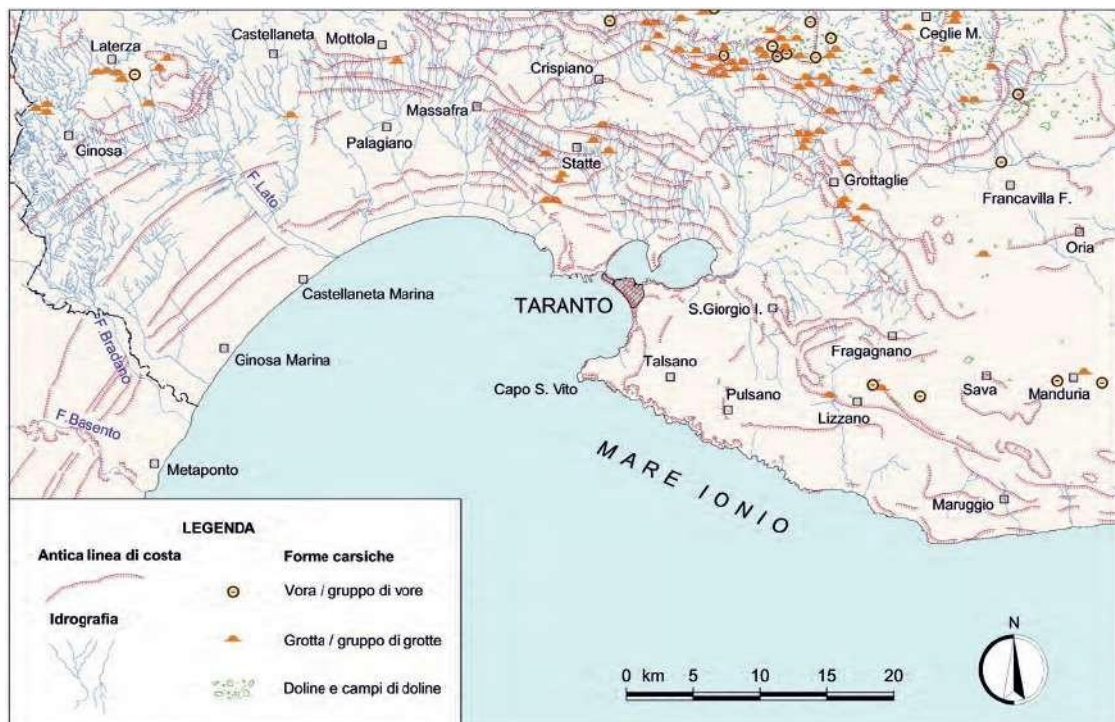 Ceglie M.
Laterza
Castellaneta
Mottola
Crispiano
Massafra
Ginosa
Palagiano
Statte
F. Lato
Grottaglie
Francavilla F.
Oria
Castellaneta Marina
TARANTO
S.Giorgio I.
F. Bradano
Ginosa Marina
Fragagnano
Talsano
Capo S. Vito
Pulsano
Sava
Manduria
Lizzano
F. Basento
Metaponto
MARE IONIO
Maruggio
LEGENDA
Antica linea di costa
Forme carsiche
Vora / gruppo di vore
Idrografia
Grotta / gruppo di grotte
Doline e campi di doline
N
0 km 5 10 15 20